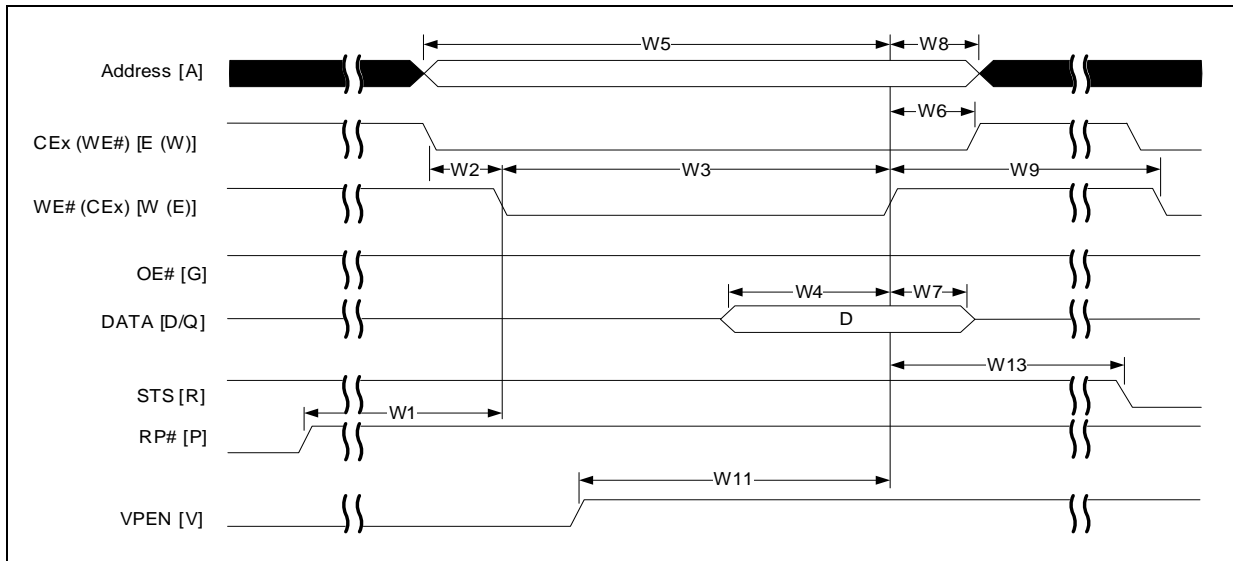 W5
W8
Address [A]
W6
CEx (WE#) [E (W)]
W2
W3
W9
WE# (CEx) [W (E)]
OE# [G]
W4
W7
DATA [D/Q]
D
W13
STS [R]
W1
RP# [P]
W11
VPEN [V]